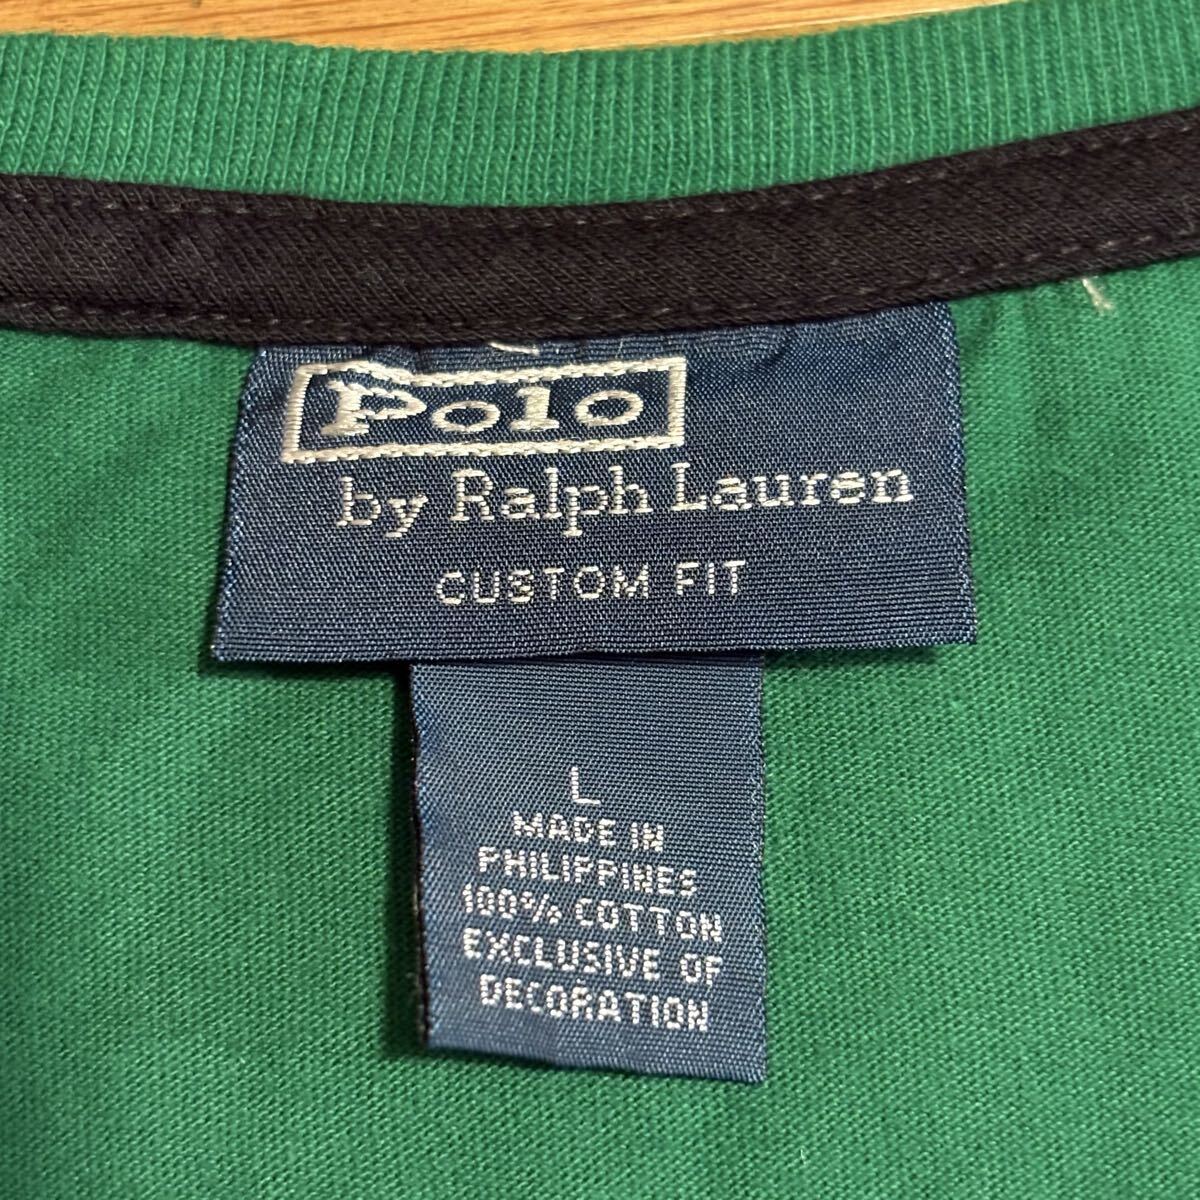 Polo
by Ralph Lauren
CUSTOM FIT
L
MADE IN
PHILIPPINES
100% COTTON
EXCLUSIVE OF
DECORATION